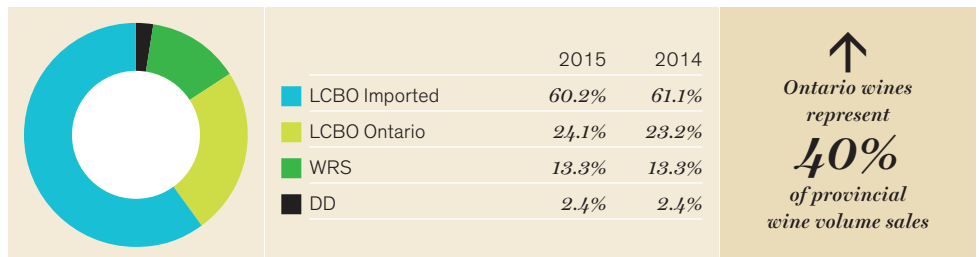 2015 2014
LCBO Imported 60.2% 61.1%
LCBO Ontario 24.1% 23.2%
WRS 13.3% 13.3%
DD 2.4% 2.4%
Ontario wines
represent
40%
of provincial
wine volume sales